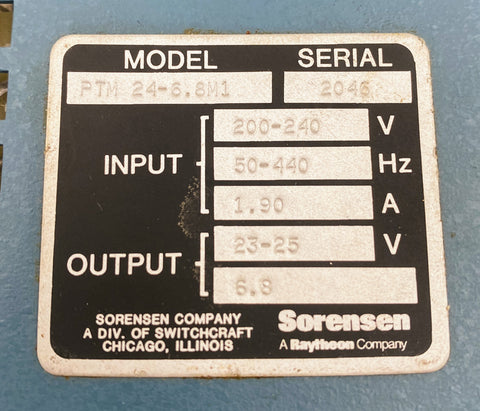 MODEL SERIAL
PTM 24-6.8M1 2046
INPUT
200-240 V
50-440 Hz
1.90 A
OUTPUT
23-25 V
6.8
SORENSEN COMPANY
A DIV. OF SWITCHCRAFT
CHICAGO, ILLINOIS
Sorensen
A Raytheon Company